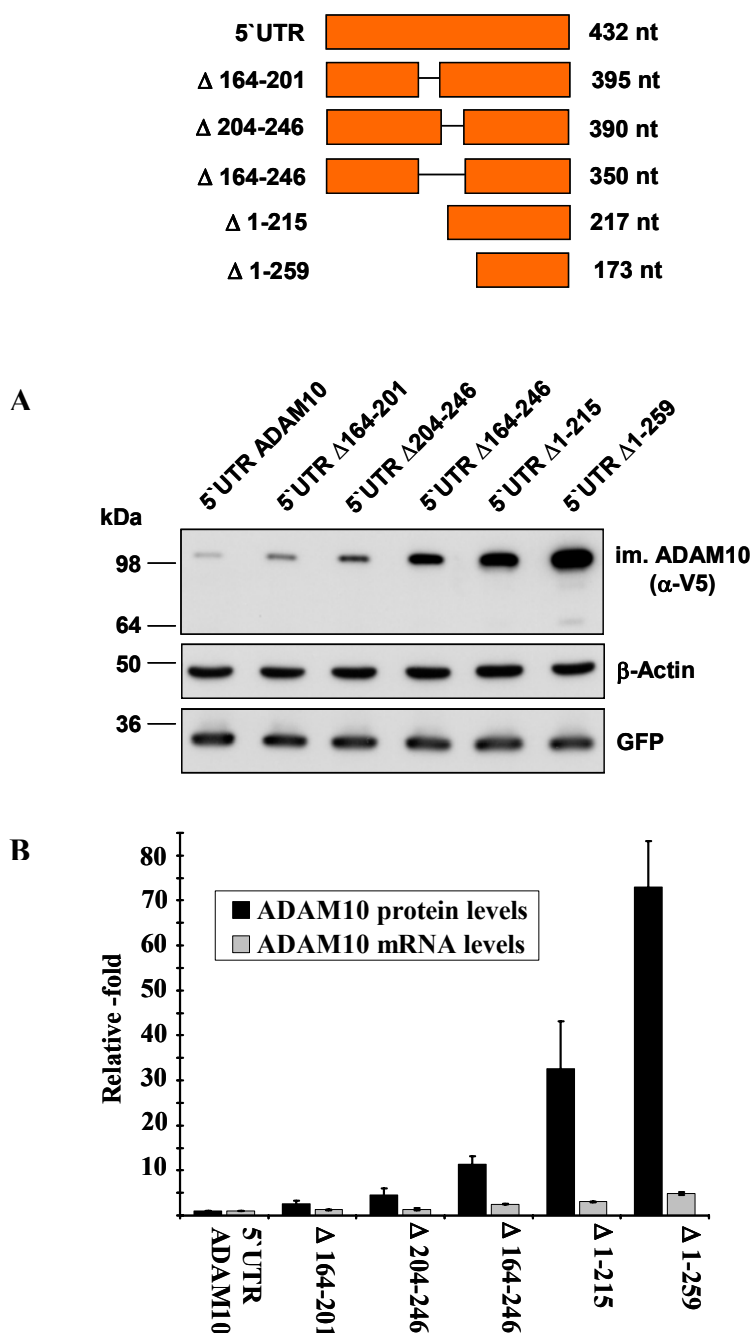 5`UTR 432 nt
Δ 164-201 395 nt
Δ 204-246 390 nt
Δ 164-246 350 nt
Δ 1-215 217 nt
Δ 1-259 173 nt
A
5`UTR ADAM10
5`UTR Δ164-201
5`UTR Δ204-246
5`UTR Δ164-246
5`UTR Δ1-215
5`UTR Δ1-259
kDa
98
64
im. ADAM10
(α-V5)
50
β-Actin
36
GFP
B
Relative -fold
80
70
60
50
40
30
20
10
ADAM10 protein levels
ADAM10 mRNA levels
5`UTR
ADAM10
Δ 164-201
Δ 204-246
Δ 164-246
Δ 1-215
Δ 1-259